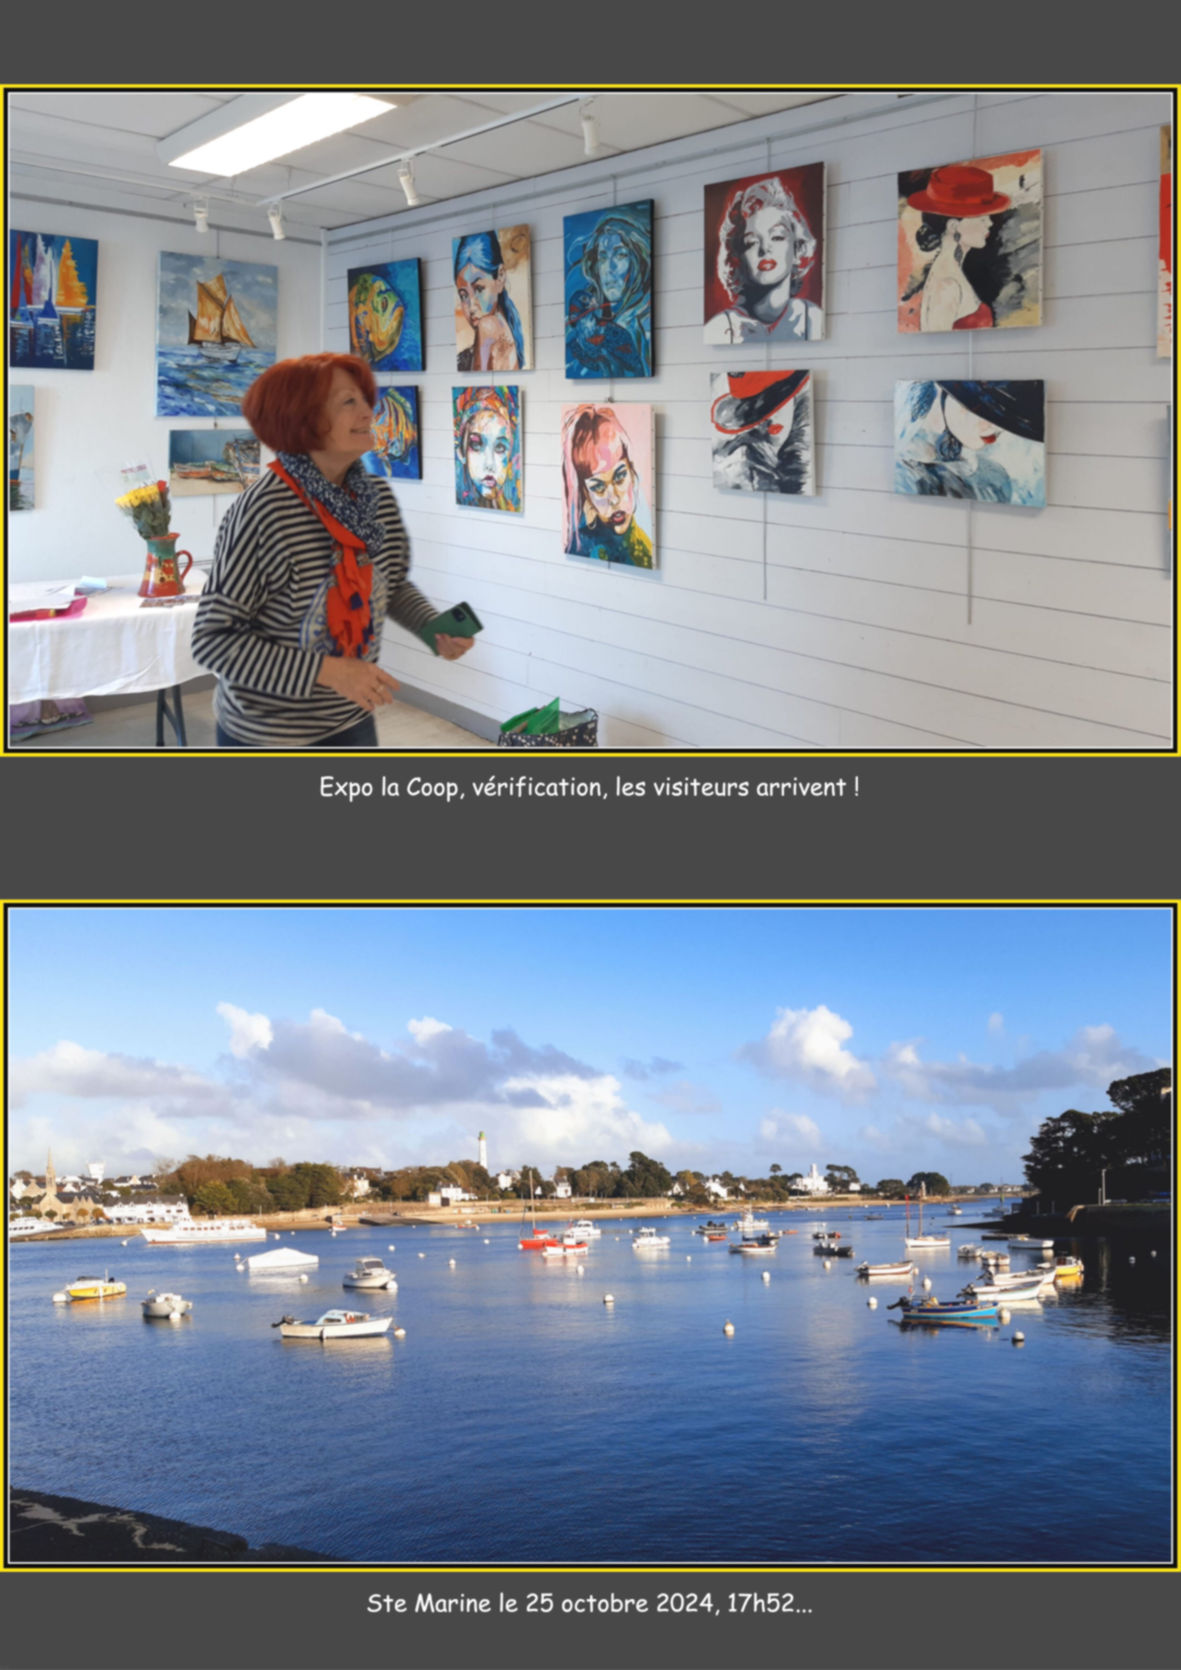 Expo la Coop, vérification, les visiteurs arrivent !
Ste Marine le 25 octobre 2024, 17h52...